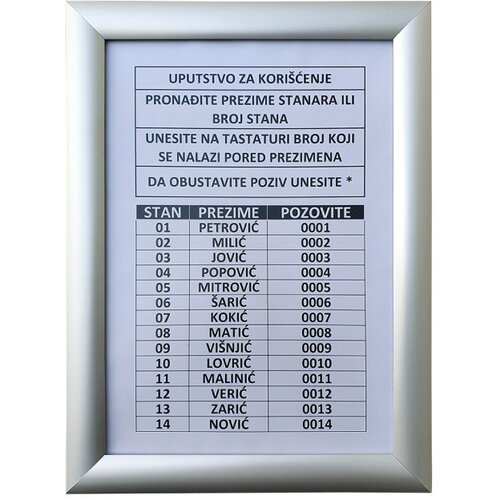 UPUTSTVO ZA KORIŠĆENJE
PRONAĐITE PREZIME STANARA ILI
BROJ STANA
UNESITE NA TASTATURI BROJ KOJI
SE NALAZI PORED PREZIMENA
DA OBUSTAVITE POZIV UNESITE *
STAN PREZIME POZOVITE
01 PETROVIĆ 0001
02 MILIĆ 0002
03 JOVIĆ 0003
04 POPOVIĆ 0004
05 MITROVIĆ 0005
06 ŠARIĆ 0006
07 KOKIĆ 0007
08 MATIĆ 0008
09 VIŠNJIĆ 0009
10 LOVRIĆ 0010
11 MALINIĆ 0011
12 VERIĆ 0012
13 ZARIĆ 0013
14 NOVIĆ 0014